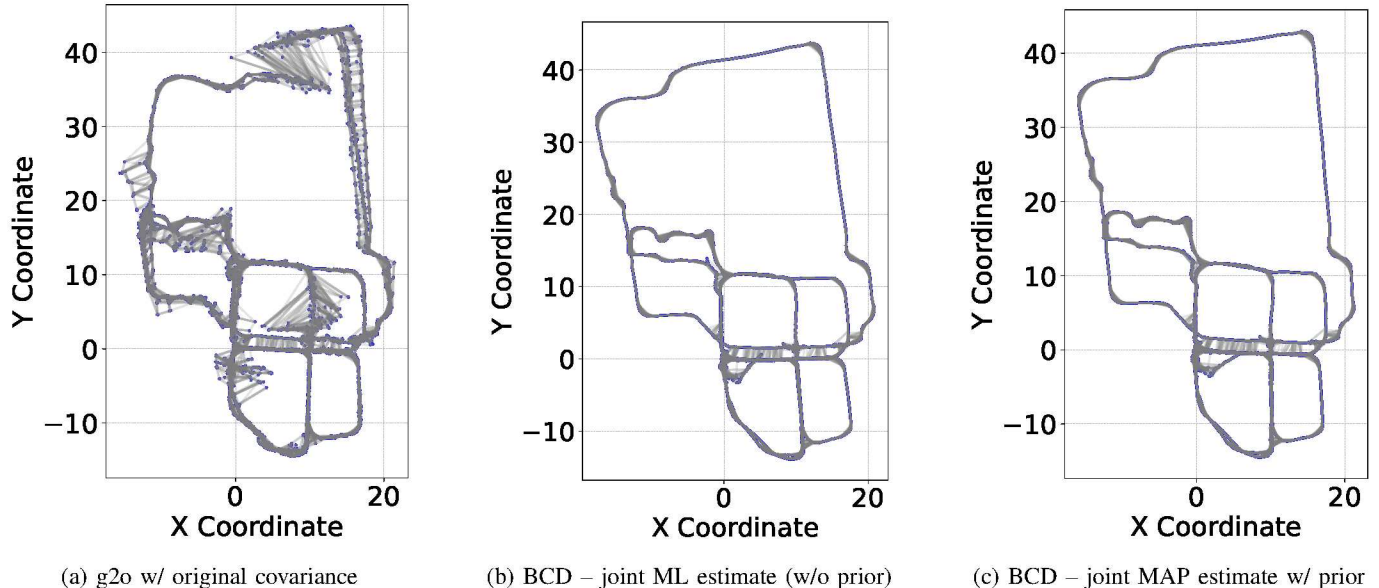 40
30
20
10
0
−10
Y Coordinate
0
20
X Coordinate
(a) g2o w/ original covariance
40
30
20
10
0
−10
Y Coordinate
0
20
X Coordinate
(b) BCD – joint ML estimate (w/o prior)
40
30
20
10
0
−10
Y Coordinate
0
20
X Coordinate
(c) BCD – joint MAP estimate w/ prior